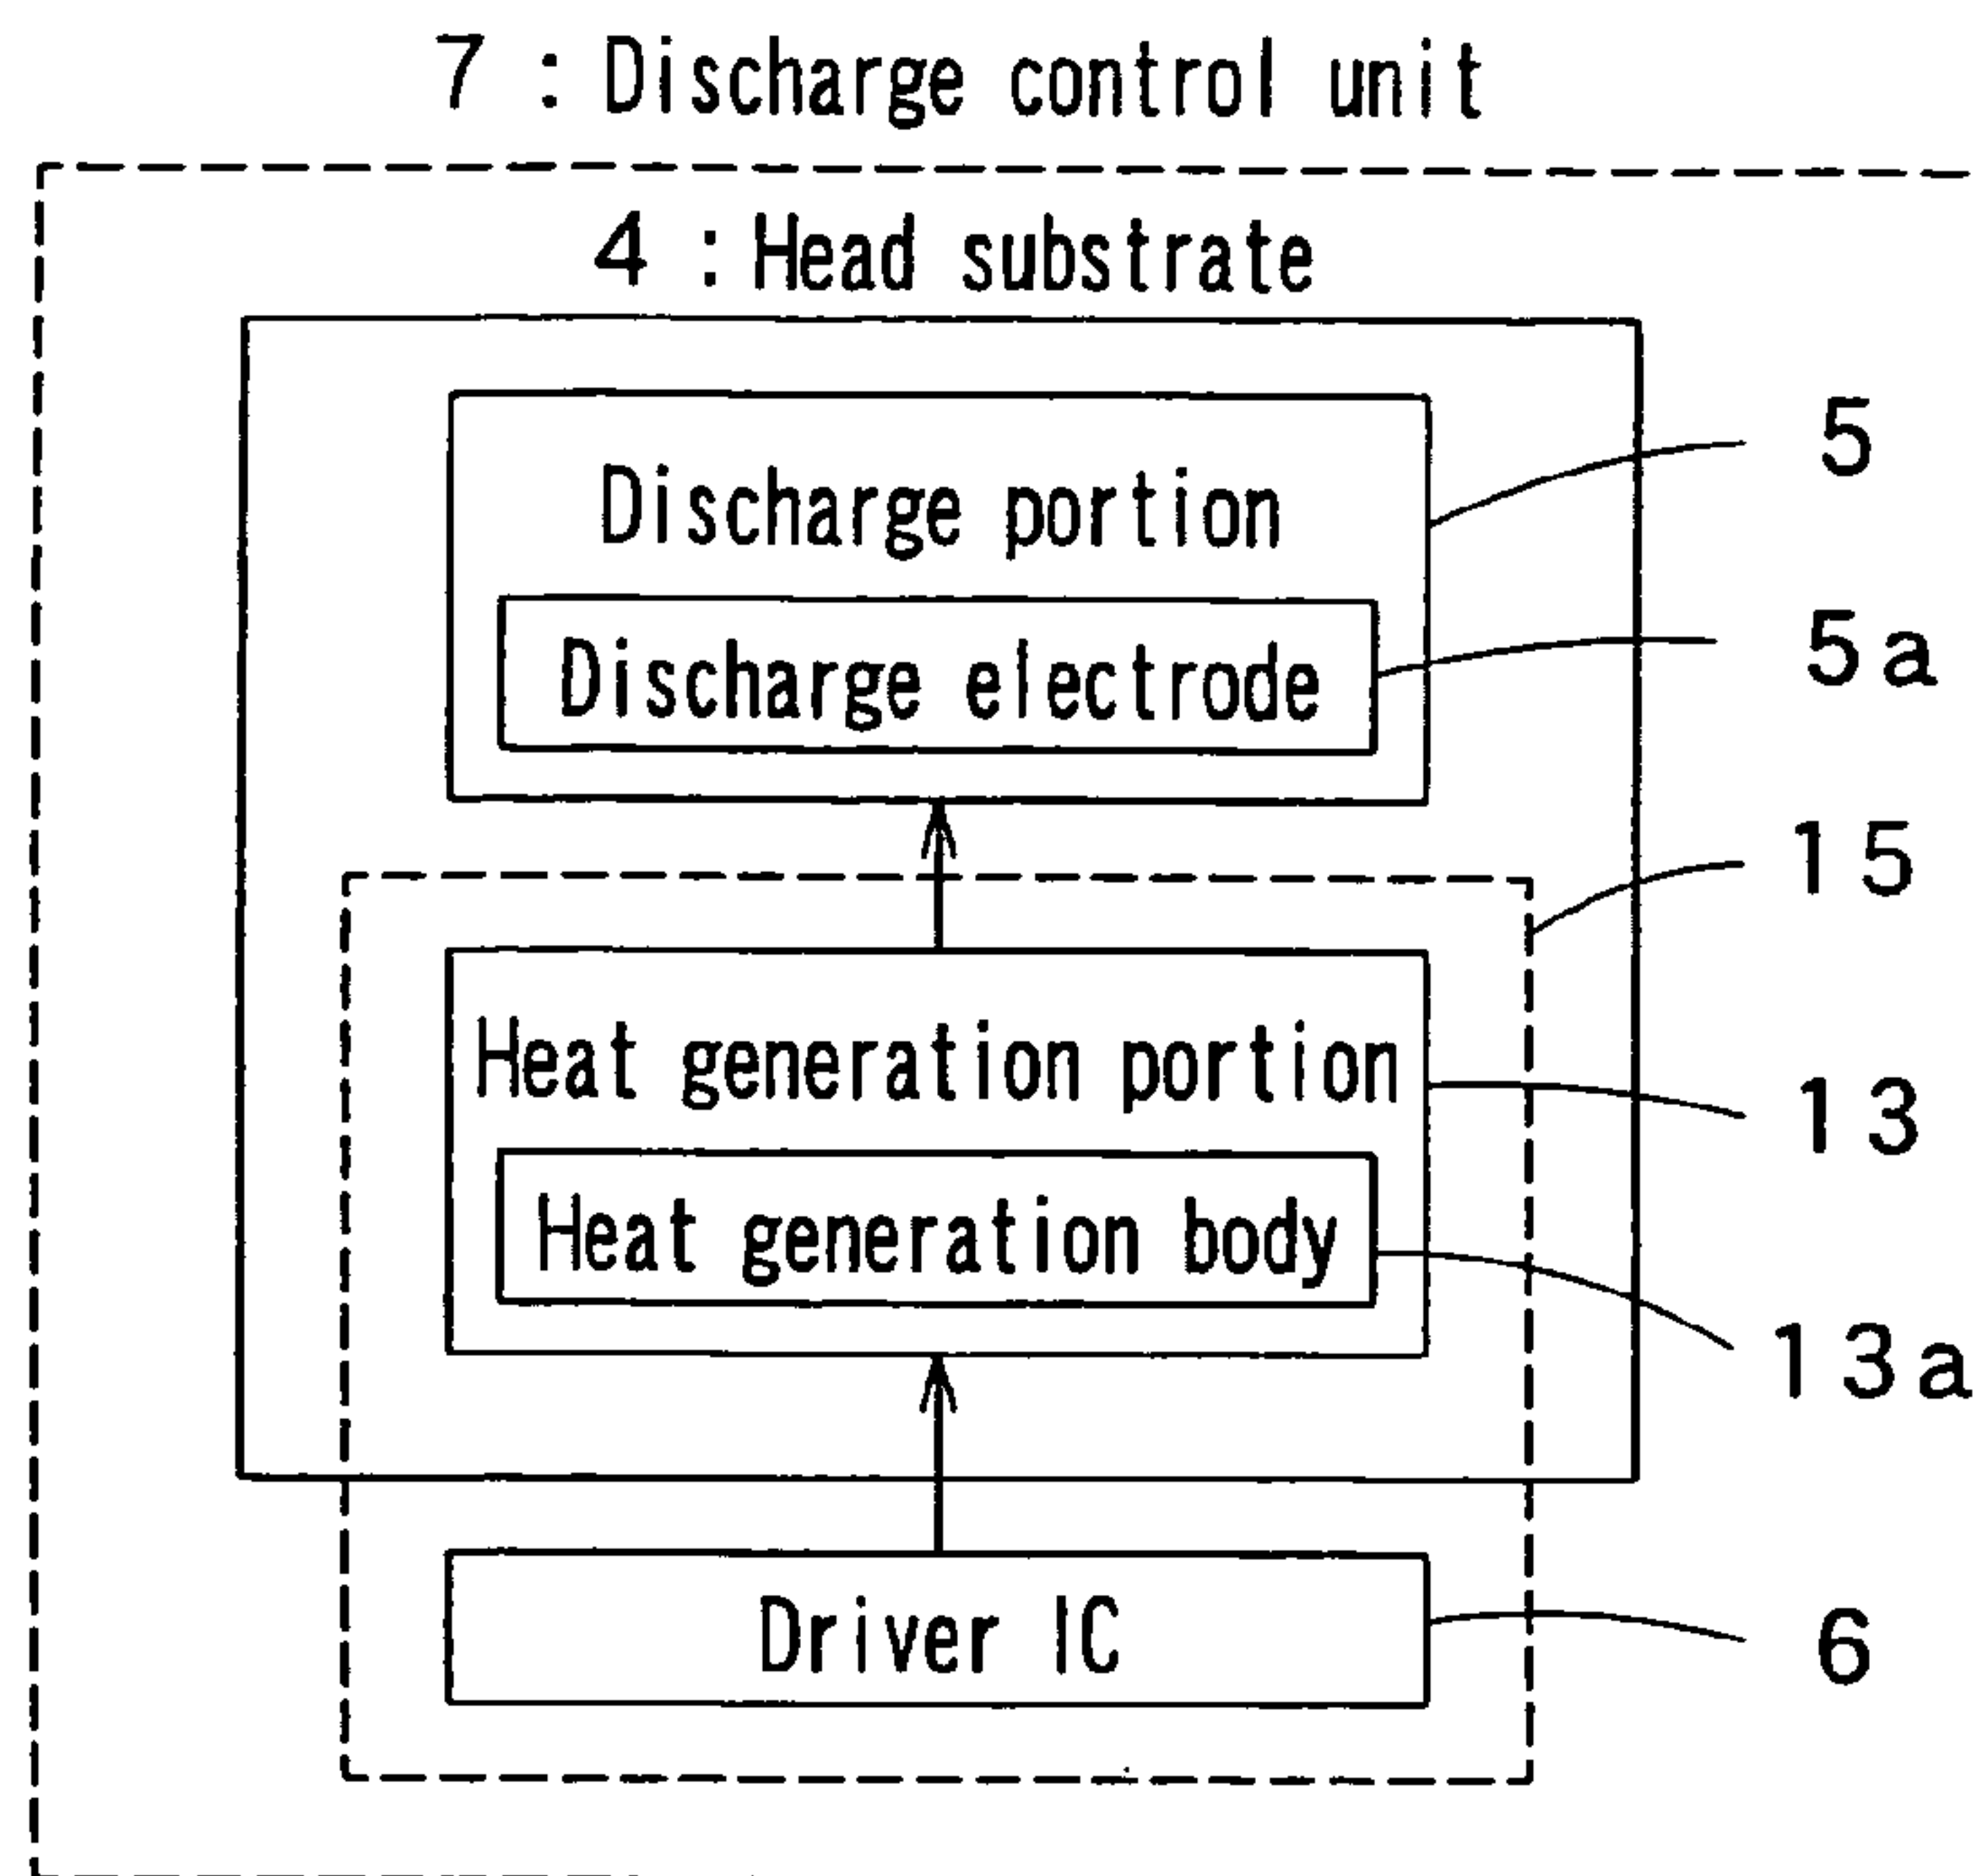 7 : Discharge control unit
4 : Head substrate
Discharge portion
5
Discharge electrode
5a
15
Heat generation portion
13
Heat generation body
13a
Driver IC
6